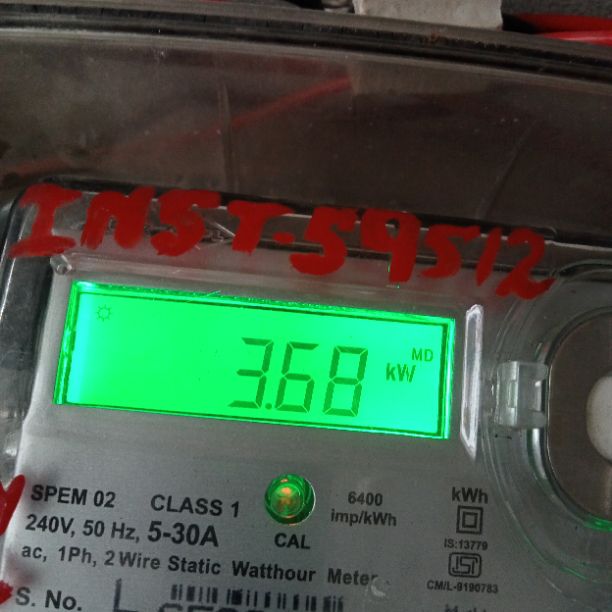 INST-59512
MD
3.68 kW
SPEM 02 CLASS 1
240V, 50 Hz, 5-30A
ac, 1Ph, 2 Wire Static Watthour Meter
CAL
6400
imp/kWh
kWh
IS:13779
CM/L-9190783
S. No.